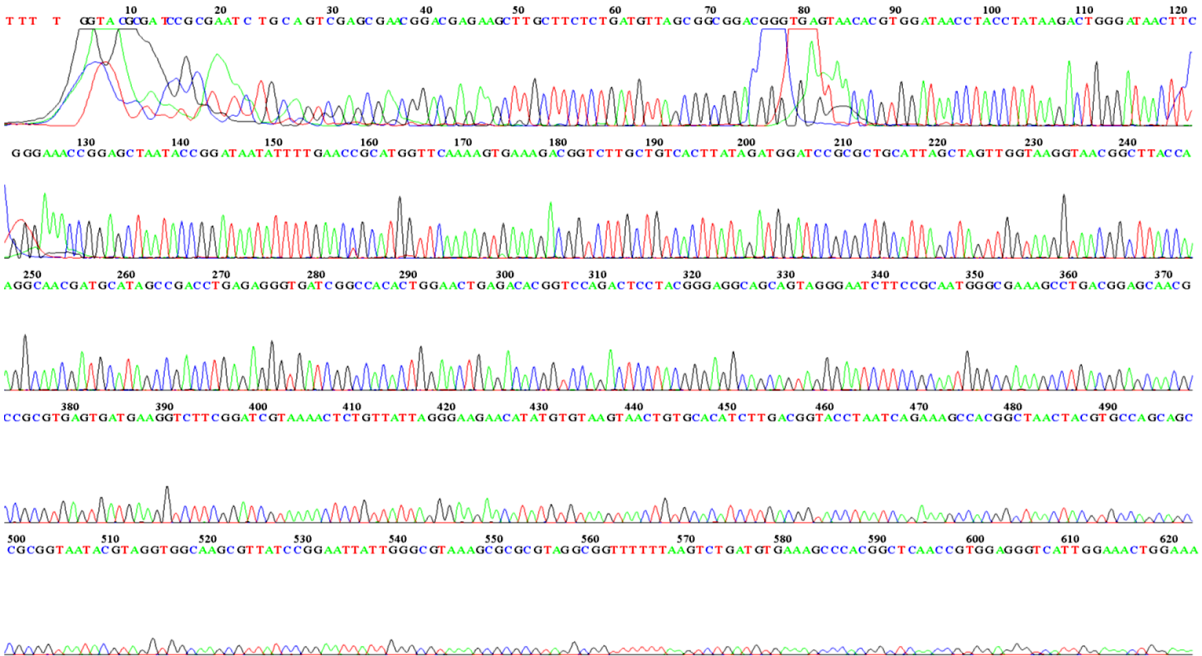 TTT T GGTACGCGATCCGCGAATC TGCAGTCGAGCGAACGGACGAGAAGCTTGCTTCTCTGATGTTAGCGGCGGACGGGTGAGTAACACGTGGATAACCTACCTATAAGACTGGGATAACTTC
10 20 30 40 50 60 70 80 90 100 110 120
GGGAAACCGGAGCTAATACCGGATAATATTTTGAACCGCATGGTTCAAAAGTGAAAGACGGTCTTGCTGTCACTTATAGATGGATCCGCGCTGCATTAGCTAGTTGGTAAGGTAACGGCTTACCA
130 140 150 160 170 180 190 200 210 220 230 240
AGGCAACGATGCATAGCCGACCTGAGAGGGTGATCGGCCACACTGGAACTGAGACACGGTCCAGACTCCTACGGGAGGCAGCAGTAGGGAATCTTCCGCAATGGGCGAAAGCCTGACGGAGCAACG
250 260 270 280 290 300 310 320 330 340 350 360 370
CCGCGTGAGTGATGAAGGTCTTCGGATCGTAAAACTCTGTTATTAGGGAAGAACATATGTGTAAGTAACTGTGCACATCTTGACGGTACCTAATCAGAAAGCCACGGCTAACTACGTGCCAGCAGC
380 390 400 410 420 430 440 450 460 470 480 490
CGCGGTAATACGTAGGTGGCAAGCGTTATCCGGAATTATTGGGCGTAAAGCGCGCGTAGGCGGTTTTTTAAGTCTGATGTGAAAGCCCACGGCTCAACCGTGGAGGGTCATTGGAAACTGGAAA
500 510 520 530 540 550 560 570 580 590 600 610 620